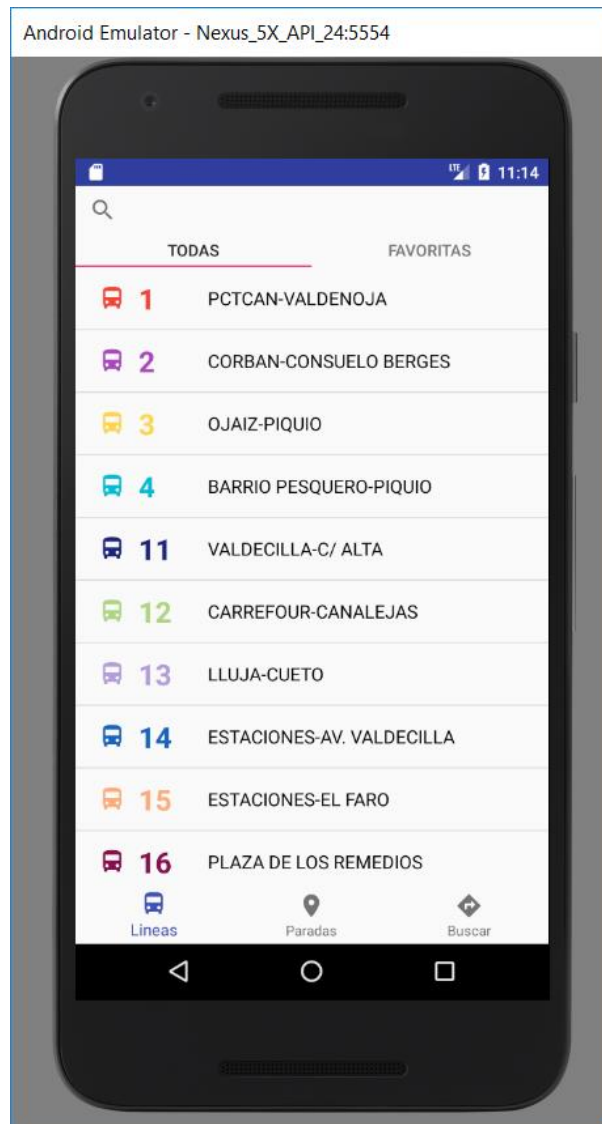 Android Emulator - Nexus_5X_API_24:5554
LTE 11:14
TODAS FAVORITAS
1 PCTCAN-VALDENOJA
2 CORBAN-CONSUELO BERGES
3 OJAIZ-PIQUIO
4 BARRIO PESQUERO-PIQUIO
11 VALDECILLA-C/ ALTA
12 CARREFOUR-CANALEJAS
13 LLUJA-CUETO
14 ESTACIONES-AV. VALDECILLA
15 ESTACIONES-EL FARO
16 PLAZA DE LOS REMEDIOS
Lineas Paradas Buscar